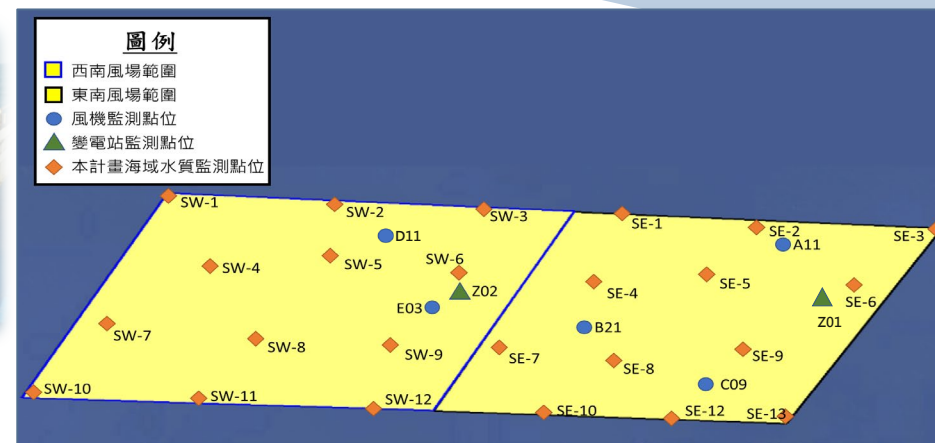 圖例
西南風場範圍
東南風場範圍
風機監測點位
變電站監測點位
本計畫海域水質監測點位
SW-1
SW-2
SW-3
SE-1
SE-2
SE-3
D11
A11
SW-4
SW-5
SW-6
SE-4
SE-5
SE-6
Z02
E03
Z01
B21
SW-7
SW-8
SW-9
SE-7
SE-8
SE-9
C09
SW-10
SW-11
SW-12
SE-10
SE-12
SE-13